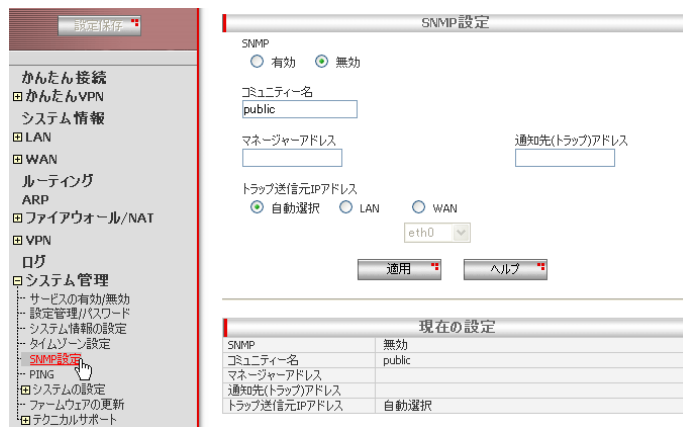 設定保存
かんたん接続
かんたんVPN
システム情報
LAN
WAN
ルーティング
ARP
ファイアウォール/NAT
VPN
ログ
システム管理
サービスの有効/無効
設定管理/パスワード
システム情報の設定
タイムゾーン設定
SNMP設定
PING
システムの設定
ファームウェアの更新
テクニカルサポート
SNMP設定
SNMP
有効 無効
コミュニティー名
public
マネージャーアドレス 通知先(トラップ)アドレス
トラップ送信元IPアドレス
自動選択 LAN WAN
eth0
適用 ヘルプ
現在の設定
SNMP 無効
コミュニティー名 public
マネージャーアドレス
通知先(トラップ)アドレス
トラップ送信元IPアドレス 自動選択